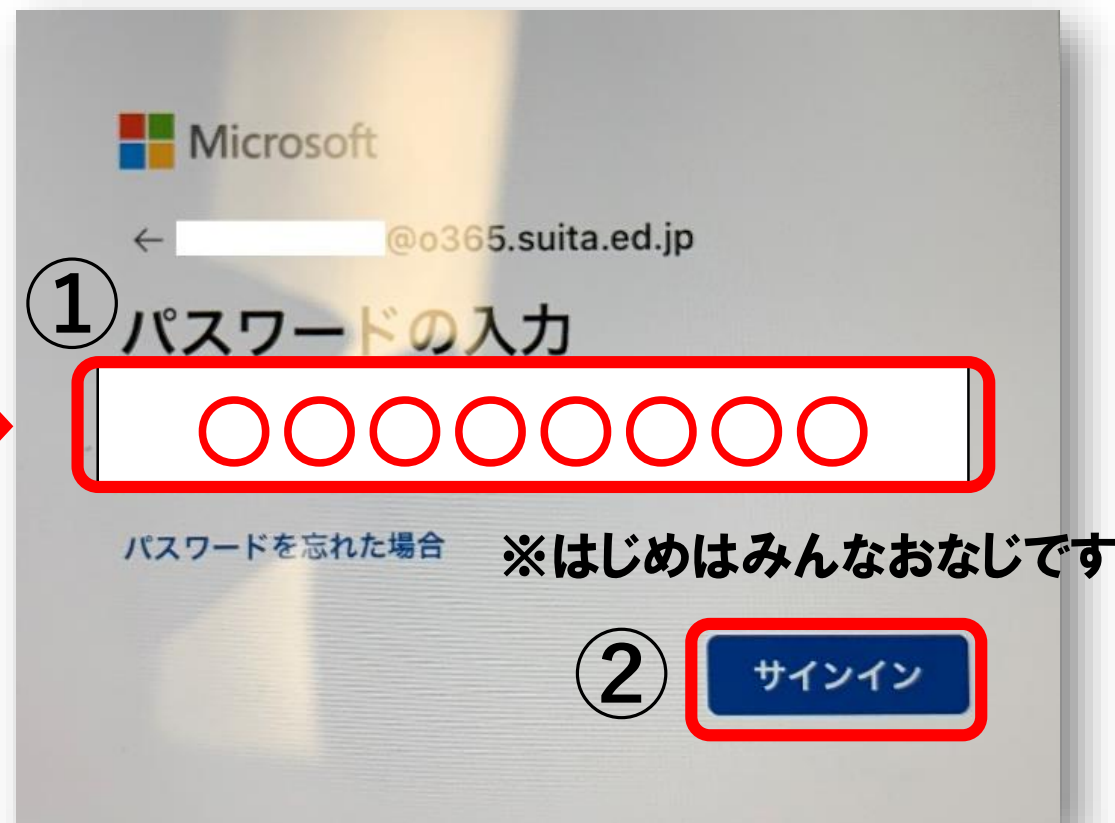 Microsoft
← @o365.suita.ed.jp
①
パスワードの入力
○○○○○○○○
パスワードを忘れた場合
※はじめはみんなおなじです
②
サインイン